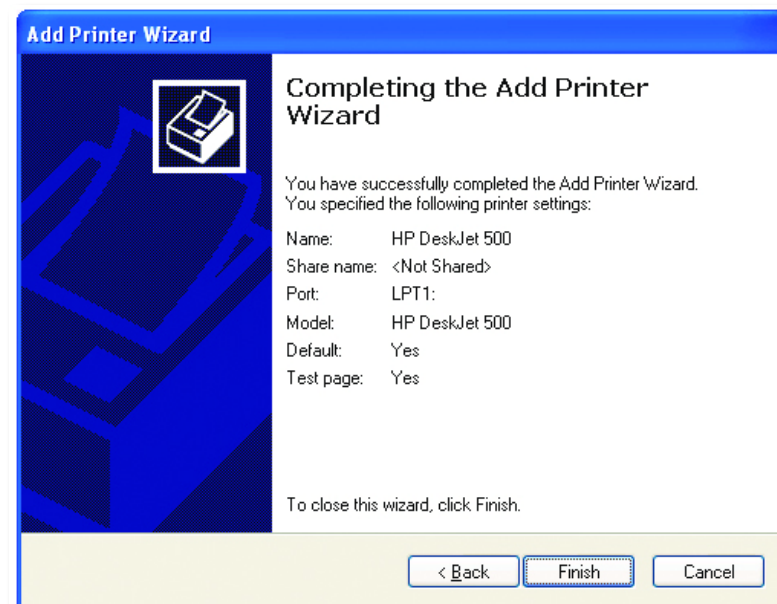 Add Printer Wizard
Completing the Add Printer
Wizard
You have successfully completed the Add Printer Wizard.
You specified the following printer settings:
Name: HP DeskJet 500
Share name: <Not Shared>
Port: LPT1:
Model: HP DeskJet 500
Default: Yes
Test page: Yes
To close this wizard, click Finish.
< Back Finish Cancel